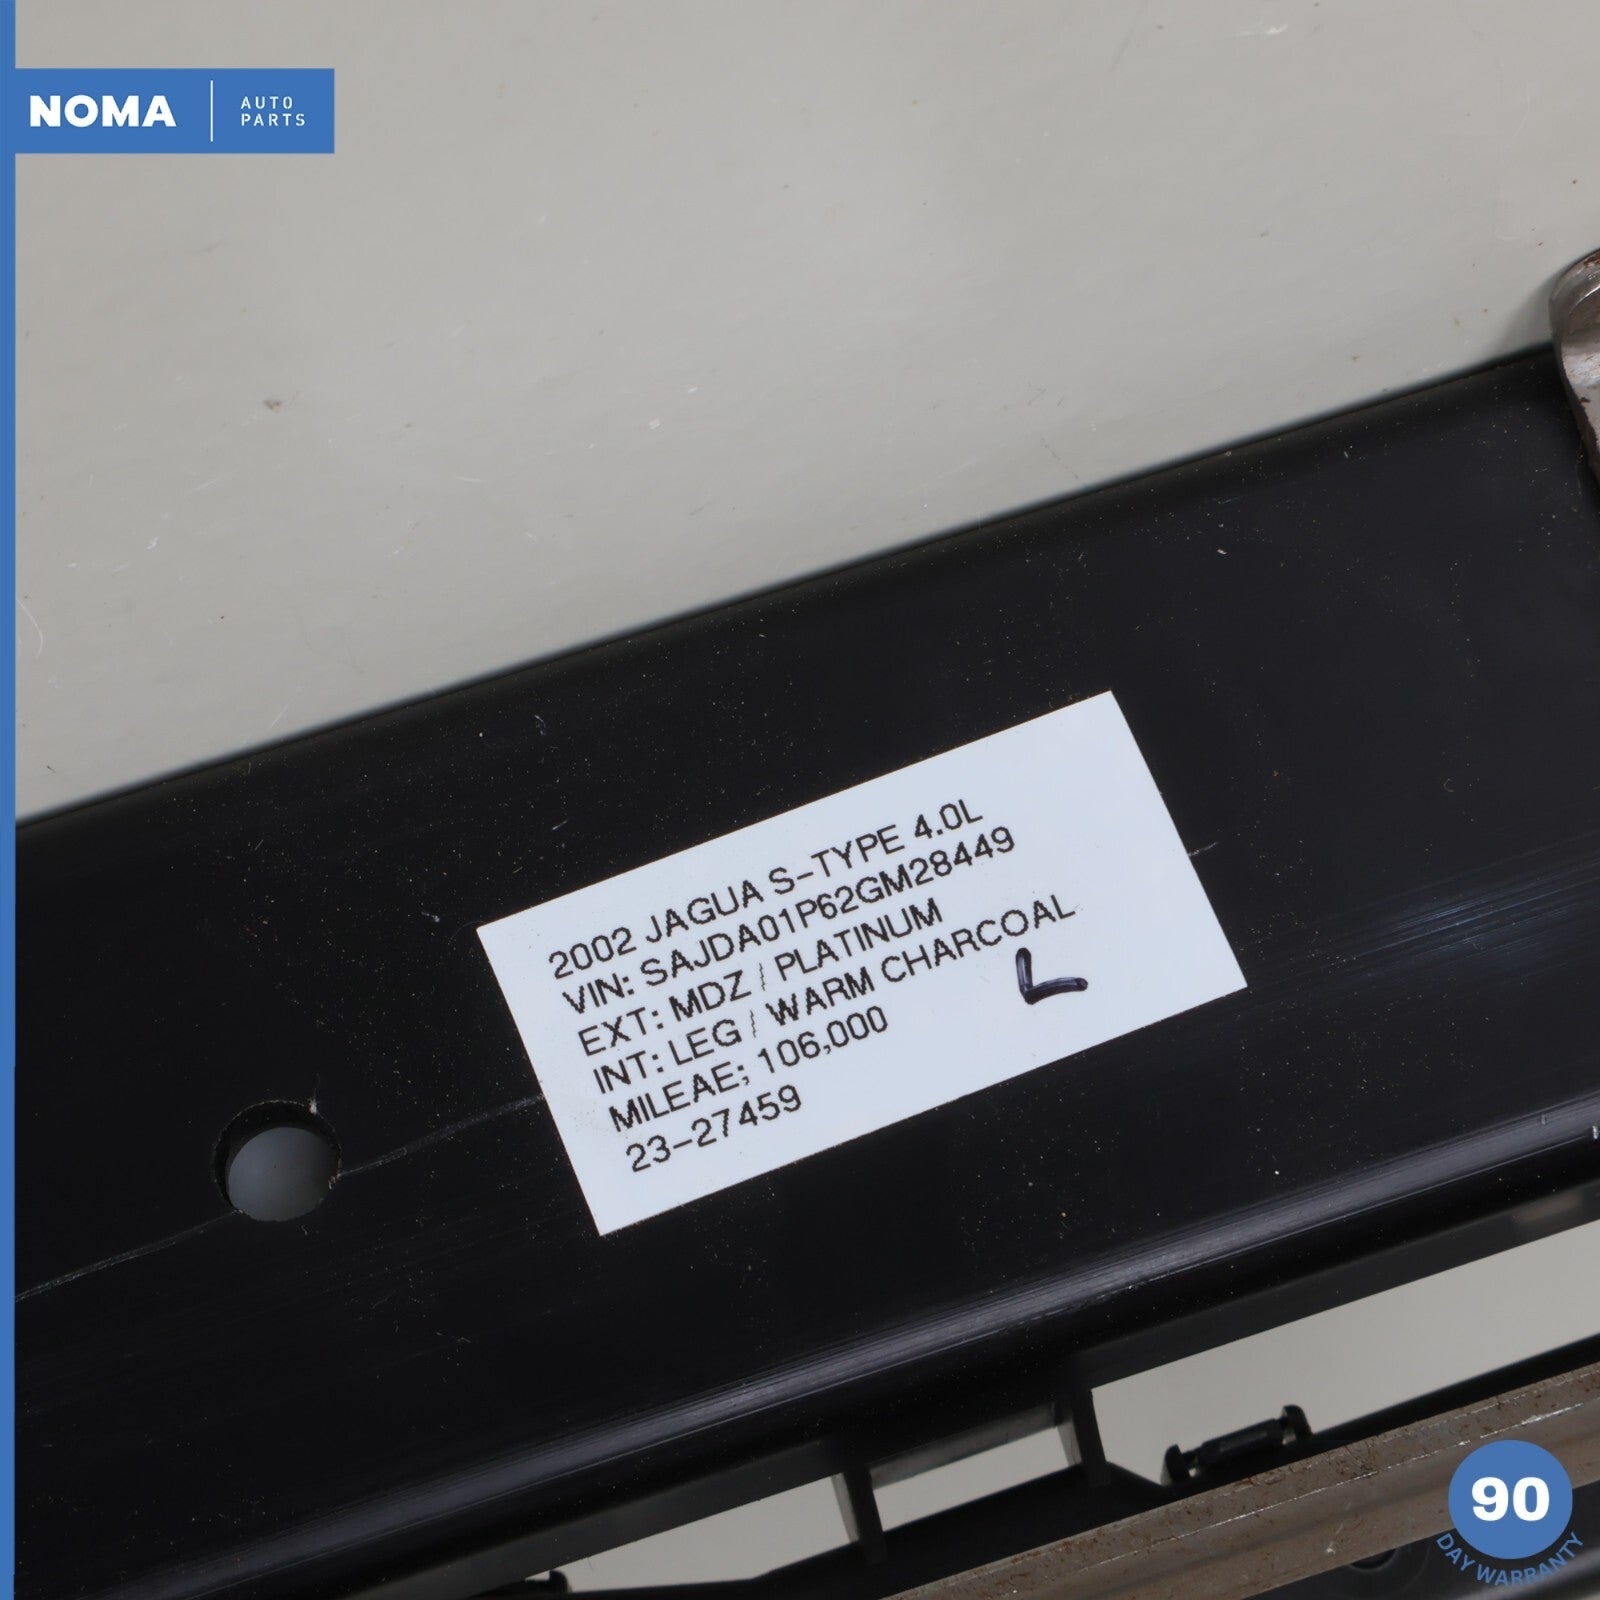 NOMA
AUTO
PARTS
2002 JAGUA S-TYPE 4.0L
VIN: SAJDA01P62GM28449
EXT: MDZ / PLATINUM
INT: LEG / WARM CHARCOAL
MILEAE; 106,000
23-27459
L
90
DAY WARRANTY